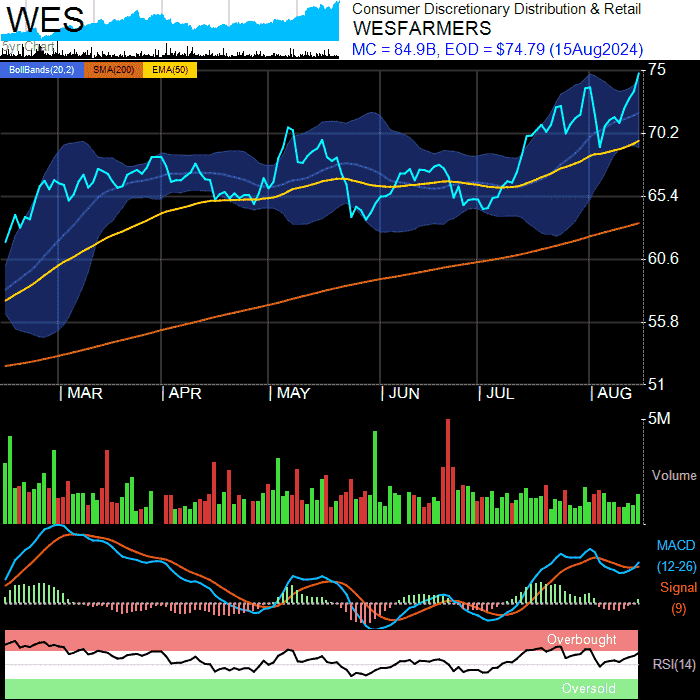 WES
5yr Chart
Consumer Discretionary Distribution & Retail
WESFARMERS
MC = 84.9B, EOD = $74.79 (15Aug2024)
BollBands(20,2) SMA(200) EMA(50)
75
70.2
65.4
60.6
55.8
51
MAR APR MAY JUN JUL AUG
5M
Volume
MACD
(12-26)
Signal
(9)
Overbought
RSI(14)
Oversold